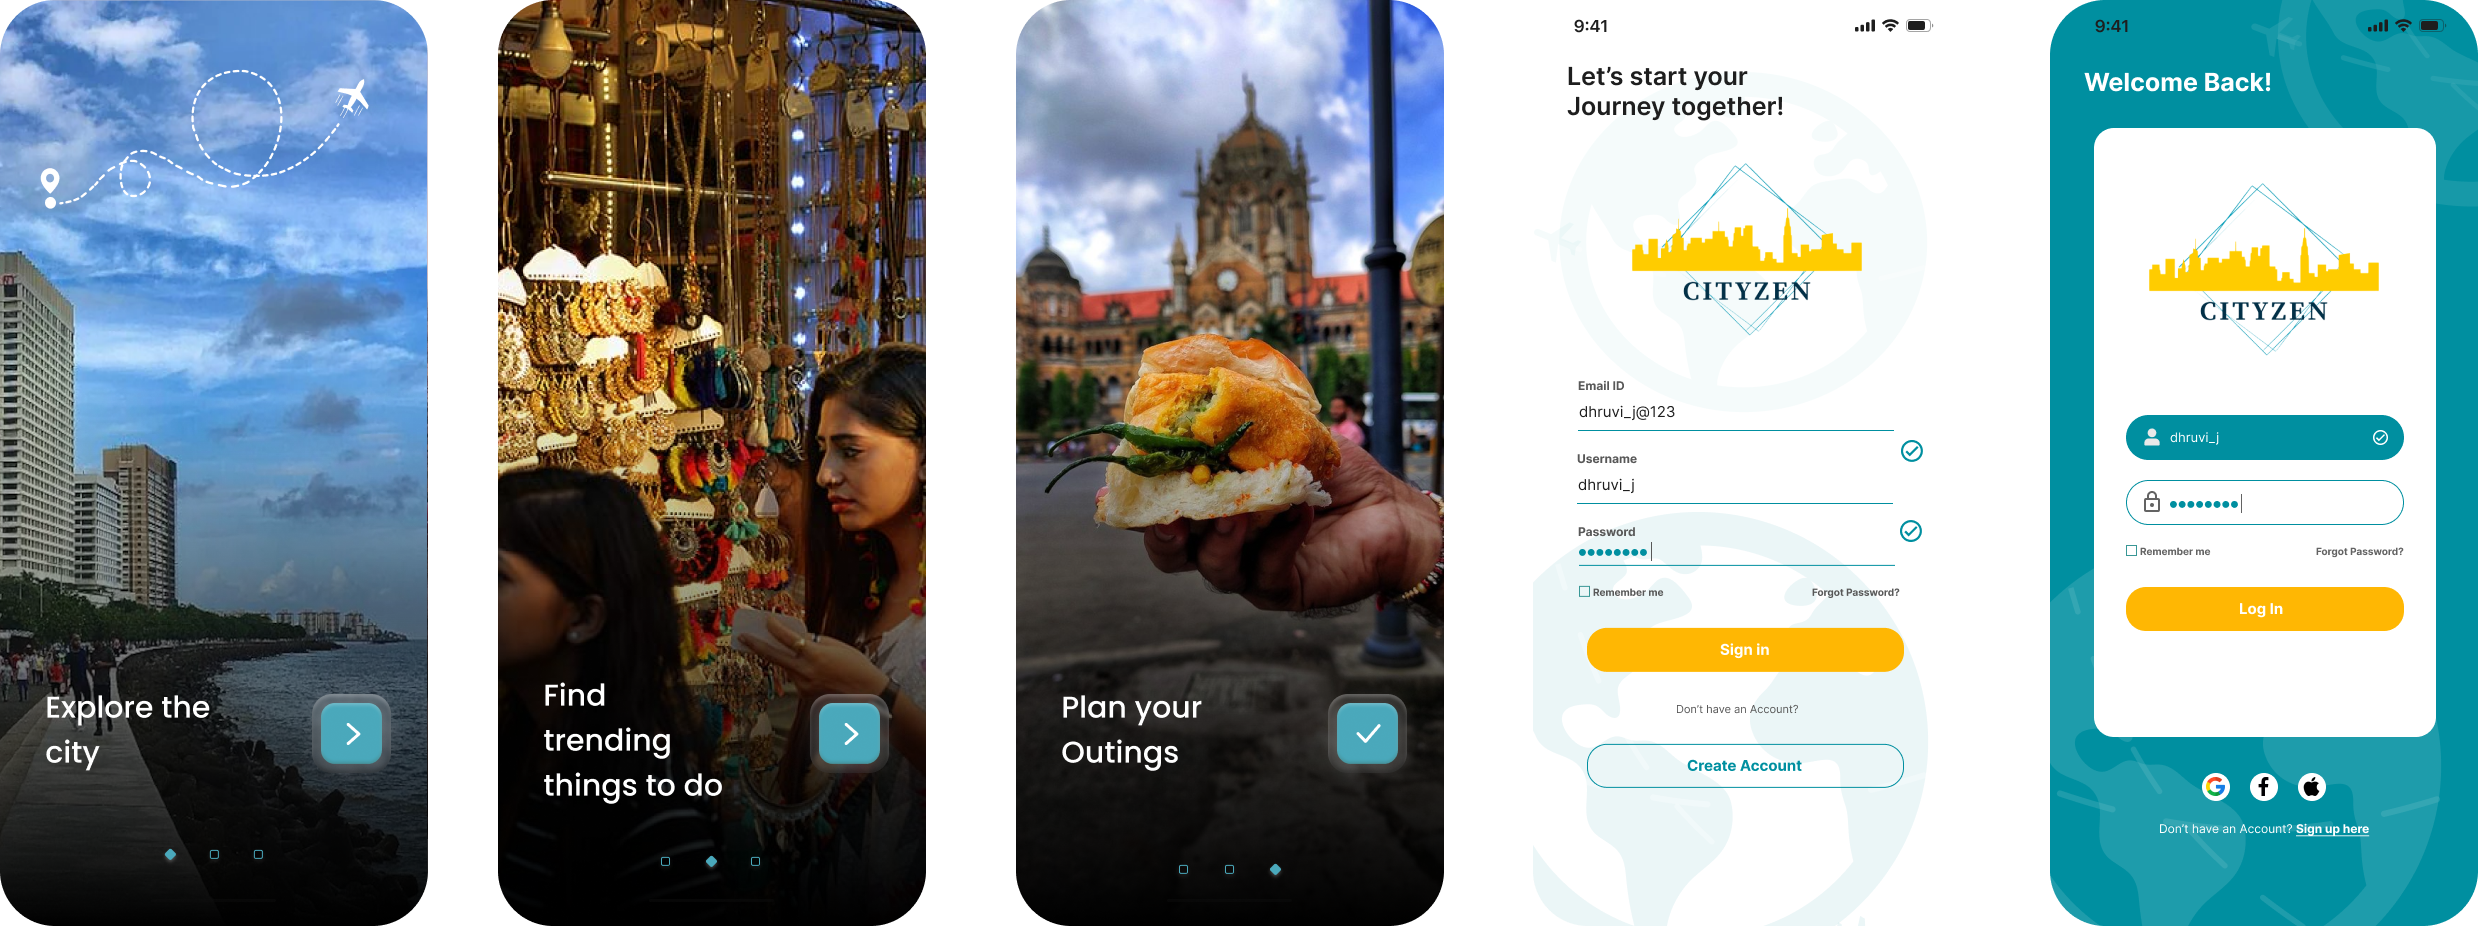 Explore the
city
Find
trending
things to do
Plan your
Outings
9:41
Let's start your
Journey together!
CITYZEN
Email ID
dhruvi_j@123
Username
dhruvi_j
Password
Remember me
Forgot Password?
Sign in
Don't have an Account?
Create Account
9:41
Welcome Back!
CITYZEN
dhruvi_j
Remember me
Forgot Password?
Log In
Don't have an Account? Sign up here